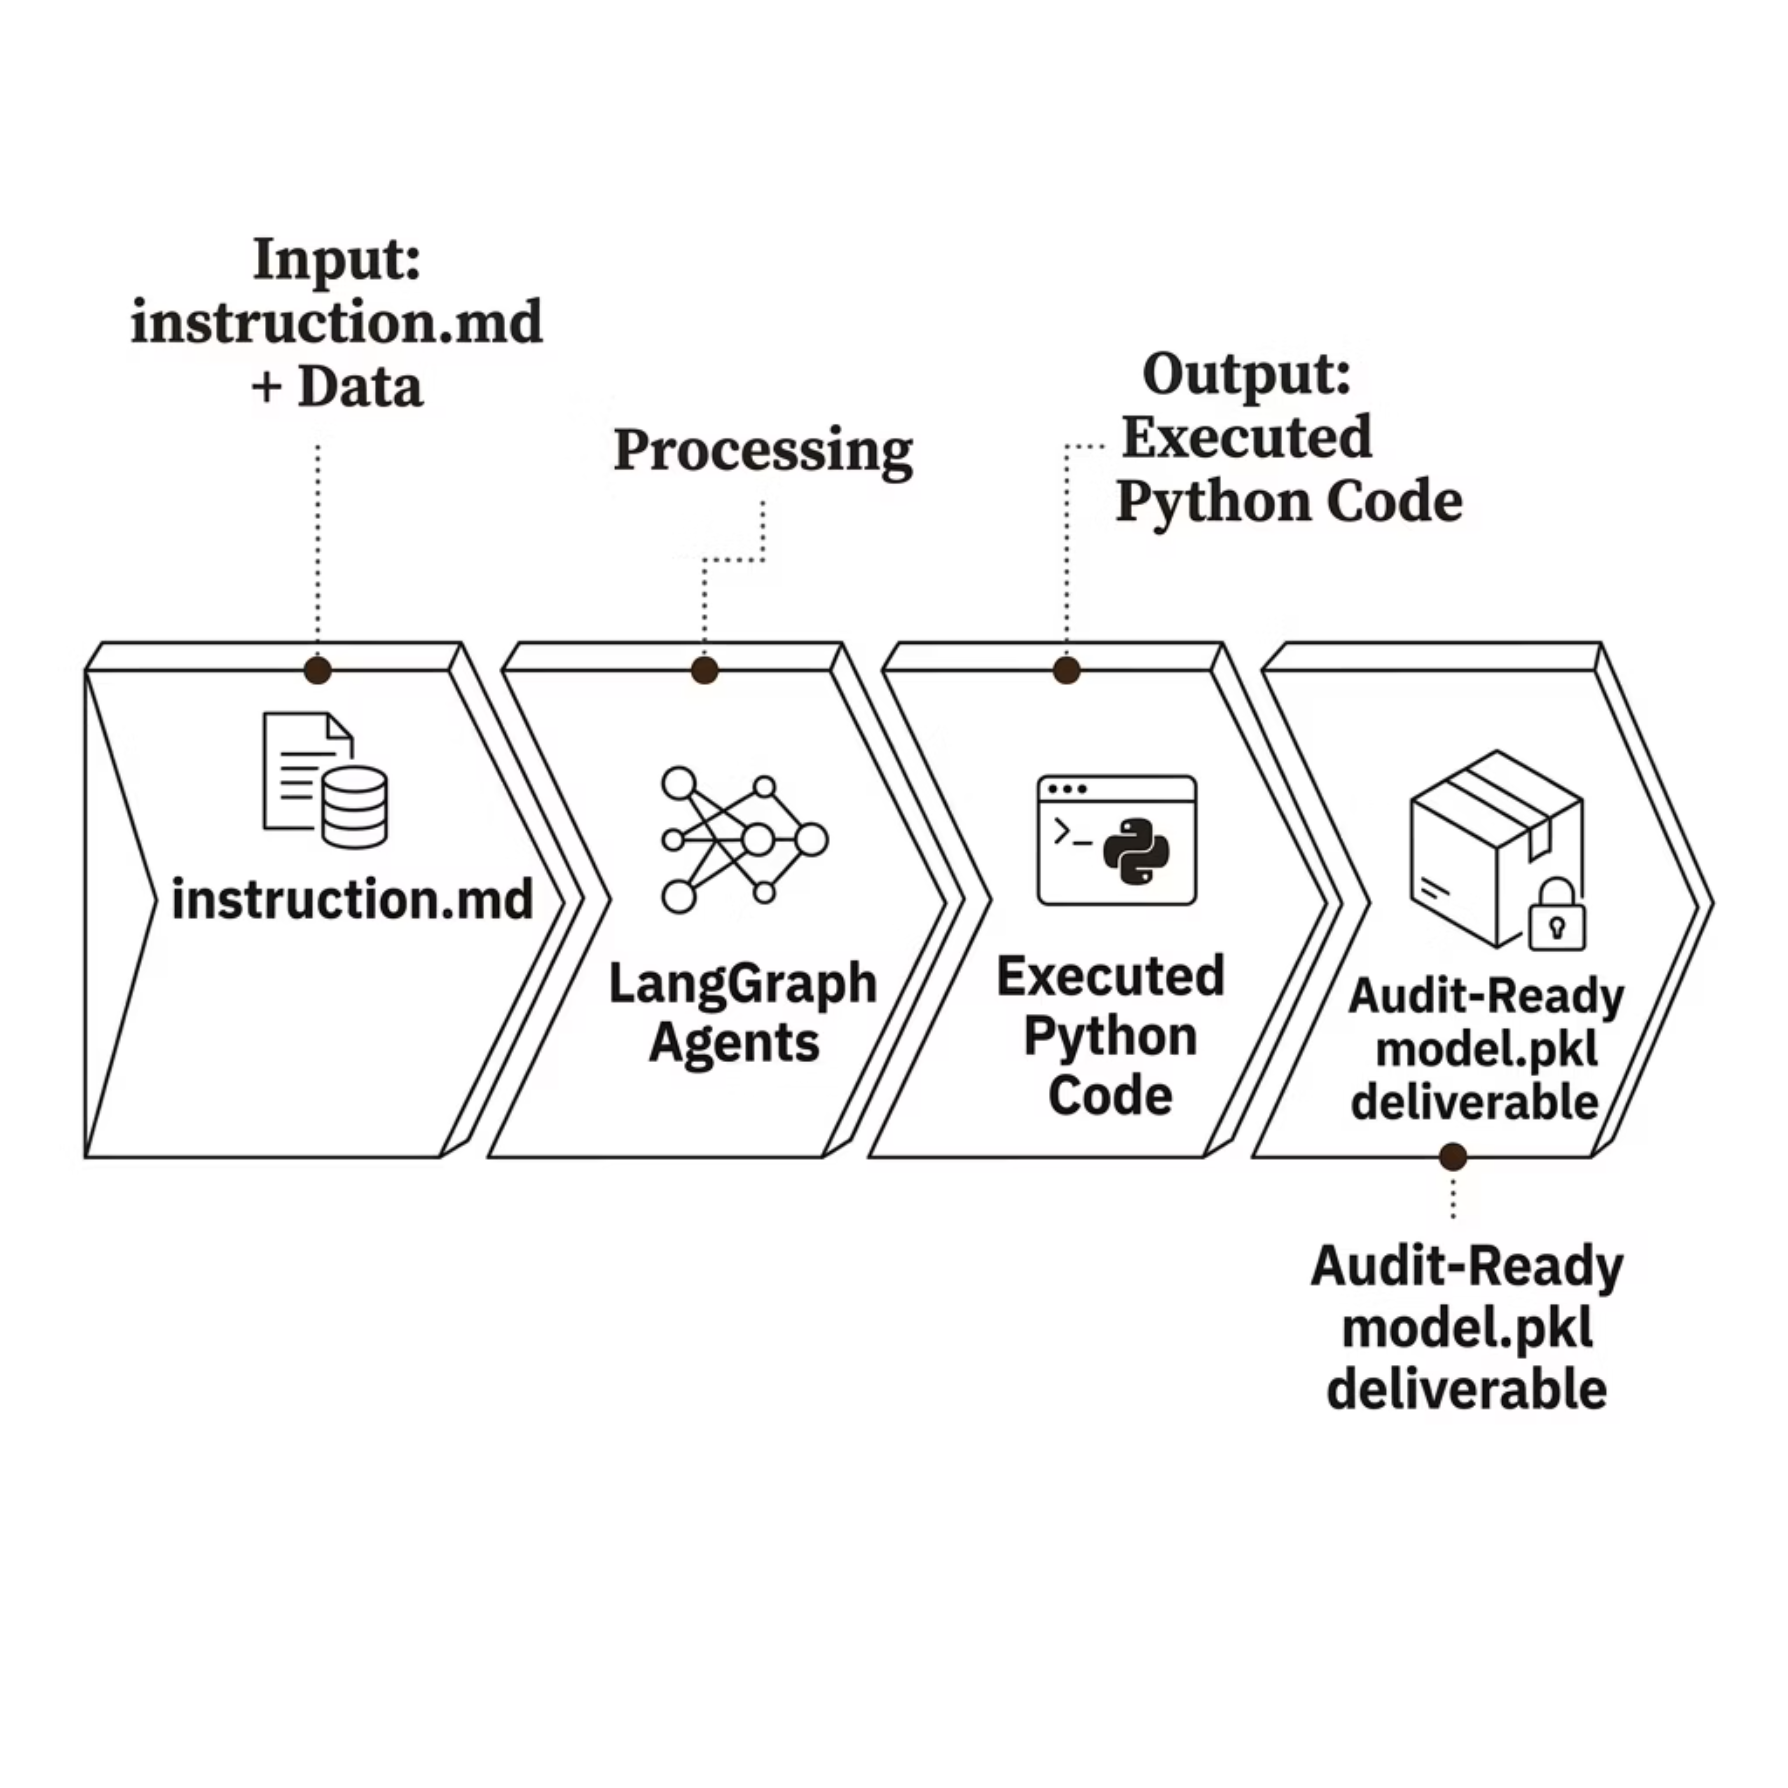 Input:
instruction.md
+ Data
Processing
Output:
Executed
Python Code
instruction.md
LangGraph
Agents
Executed
Python
Code
Audit-Ready
model.pkl
deliverable
Audit-Ready
model.pkl
deliverable